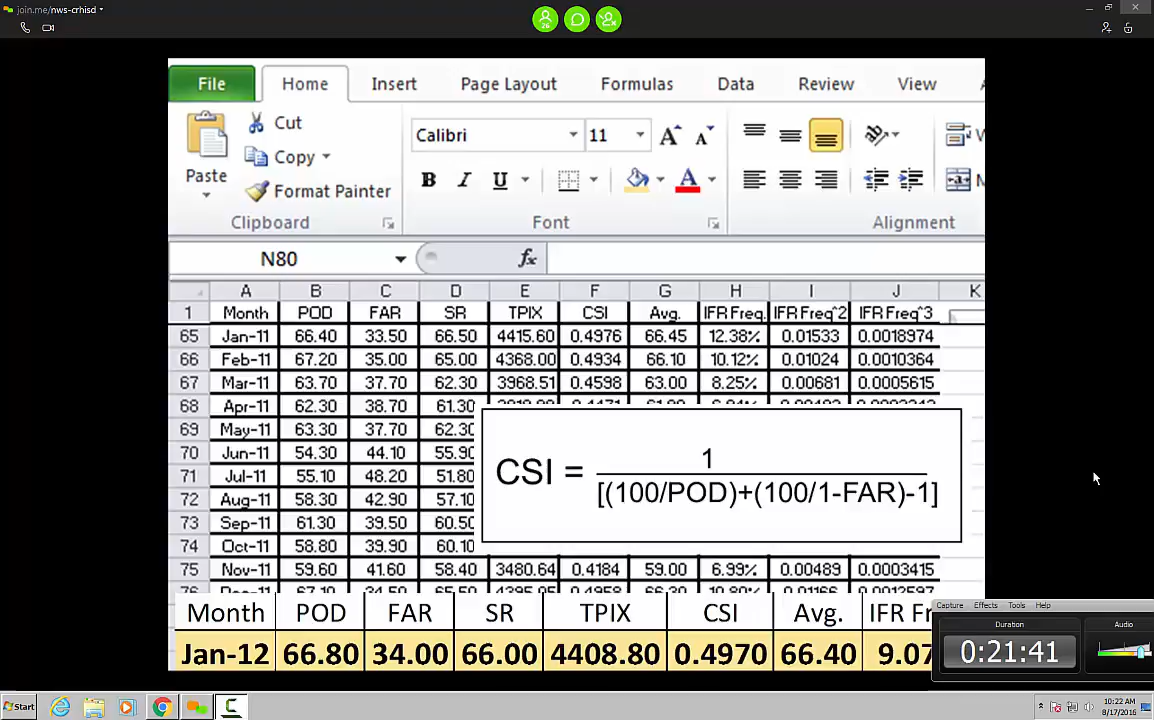 join.me/nws-crhisd
26
File Home Insert Page Layout Formulas Data Review View
Cut
Copy
Paste
Format Painter
Calibri 11
B I U
Clipboard Font Alignment
N80 fx
A B C D E F G H I J K
1 Month POD FAR SR TPIX CSI Avg. IFR Freq. IFR Freq^2 IFR Freq^3
65 Jan-11 66.40 33.50 66.50 4415.60 0.4976 66.45 12.38% 0.01533 0.0018974
66 Feb-11 67.20 35.00 65.00 4368.00 0.4934 66.10 10.12% 0.01024 0.0010364
67 Mar-11 63.70 37.70 62.30 3968.51 0.4598 63.00 8.25% 0.00681 0.0005615
68 Apr-11 62.30 38.70 61.30
69 May-11 63.30 37.70 62.30
70 Jun-11 54.30 44.10 55.90
71 Jul-11 55.10 48.20 51.80
72 Aug-11 58.30 42.90 57.10
73 Sep-11 61.30 39.50 60.50
74 Oct-11 58.80 39.90 60.10
75 Nov-11 59.60 41.60 58.40 3480.64 0.4184 59.00 6.99% 0.00489 0.0003415
CSI = 1
[(100/POD)+(100/1-FAR)-1]
Month POD FAR SR TPIX CSI Avg. IFR Fr
Jan-12 66.80 34.00 66.00 4408.80 0.4970 66.40 9.07
Capture Effects Tools Help
Duration Audio
0:21:41
Start
10:22 AM
8/17/2016